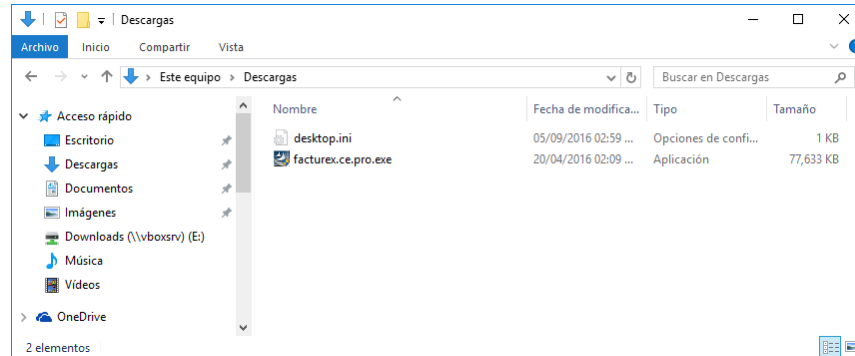 Descargas
Archivo Inicio Compartir Vista
Este equipo > Descargas Buscar en Descargas
Acceso rápido
Escritorio
Descargas
Documentos
Imágenes
Downloads (\\vboxsrv) (E:)
Música
Vídeos
OneDrive
Nombre Fecha de modifica... Tipo Tamaño
desktop.ini 05/09/2016 02:59 ... Opciones de confi... 1 KB
facturex.ce.pro.exe 20/04/2016 02:09 ... Aplicación 77,633 KB
2 elementos